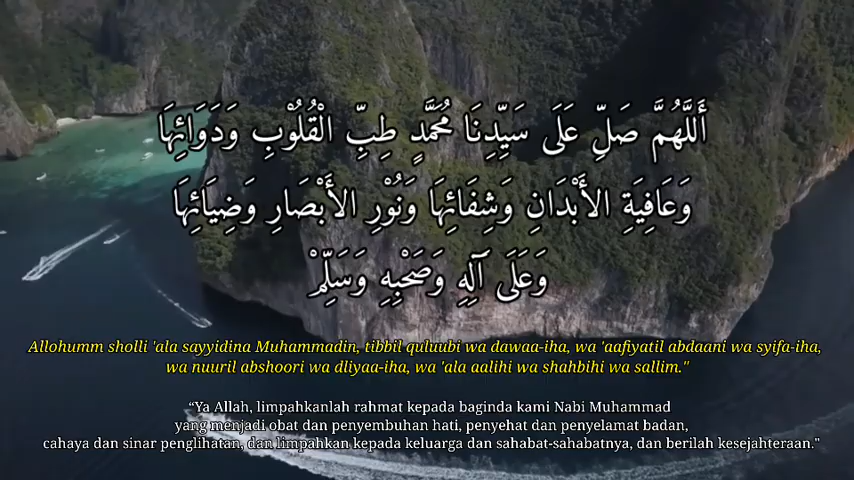 أَللَّهُمَّ صَلِّ عَلَى سَيِّدِنَا مُحَمَّدٍ طِبِّ الْقُلُوْبِ وَدَوَائِهَا
وَعَافِيَةِ الأَبْدَانِ وَشِفَائِهَا وَنُوْرِ الأَبْصَارِ وَضِيَائِهَا
وَعَلَى آلِهِ وَصَحْبِهِ وَسَلِّمْ
Allohumm sholli 'ala sayyidina Muhammadin, tibbil quluubi wa dawaa-iha, wa 'aafiyatil abdaani wa syifa-iha,
wa nuuril abshoori wa dliyaa-iha, wa 'ala aalihi wa shahbihi wa sallim."
“Ya Allah, limpahkanlah rahmat kepada baginda kami Nabi Muhammad
yang menjadi obat dan penyembuhan hati, penyehat dan penyelamat badan,
cahaya dan sinar penglihatan, dan limpahkan kepada keluarga dan sahabat-sahabatnya, dan berilah kesejahteraan."